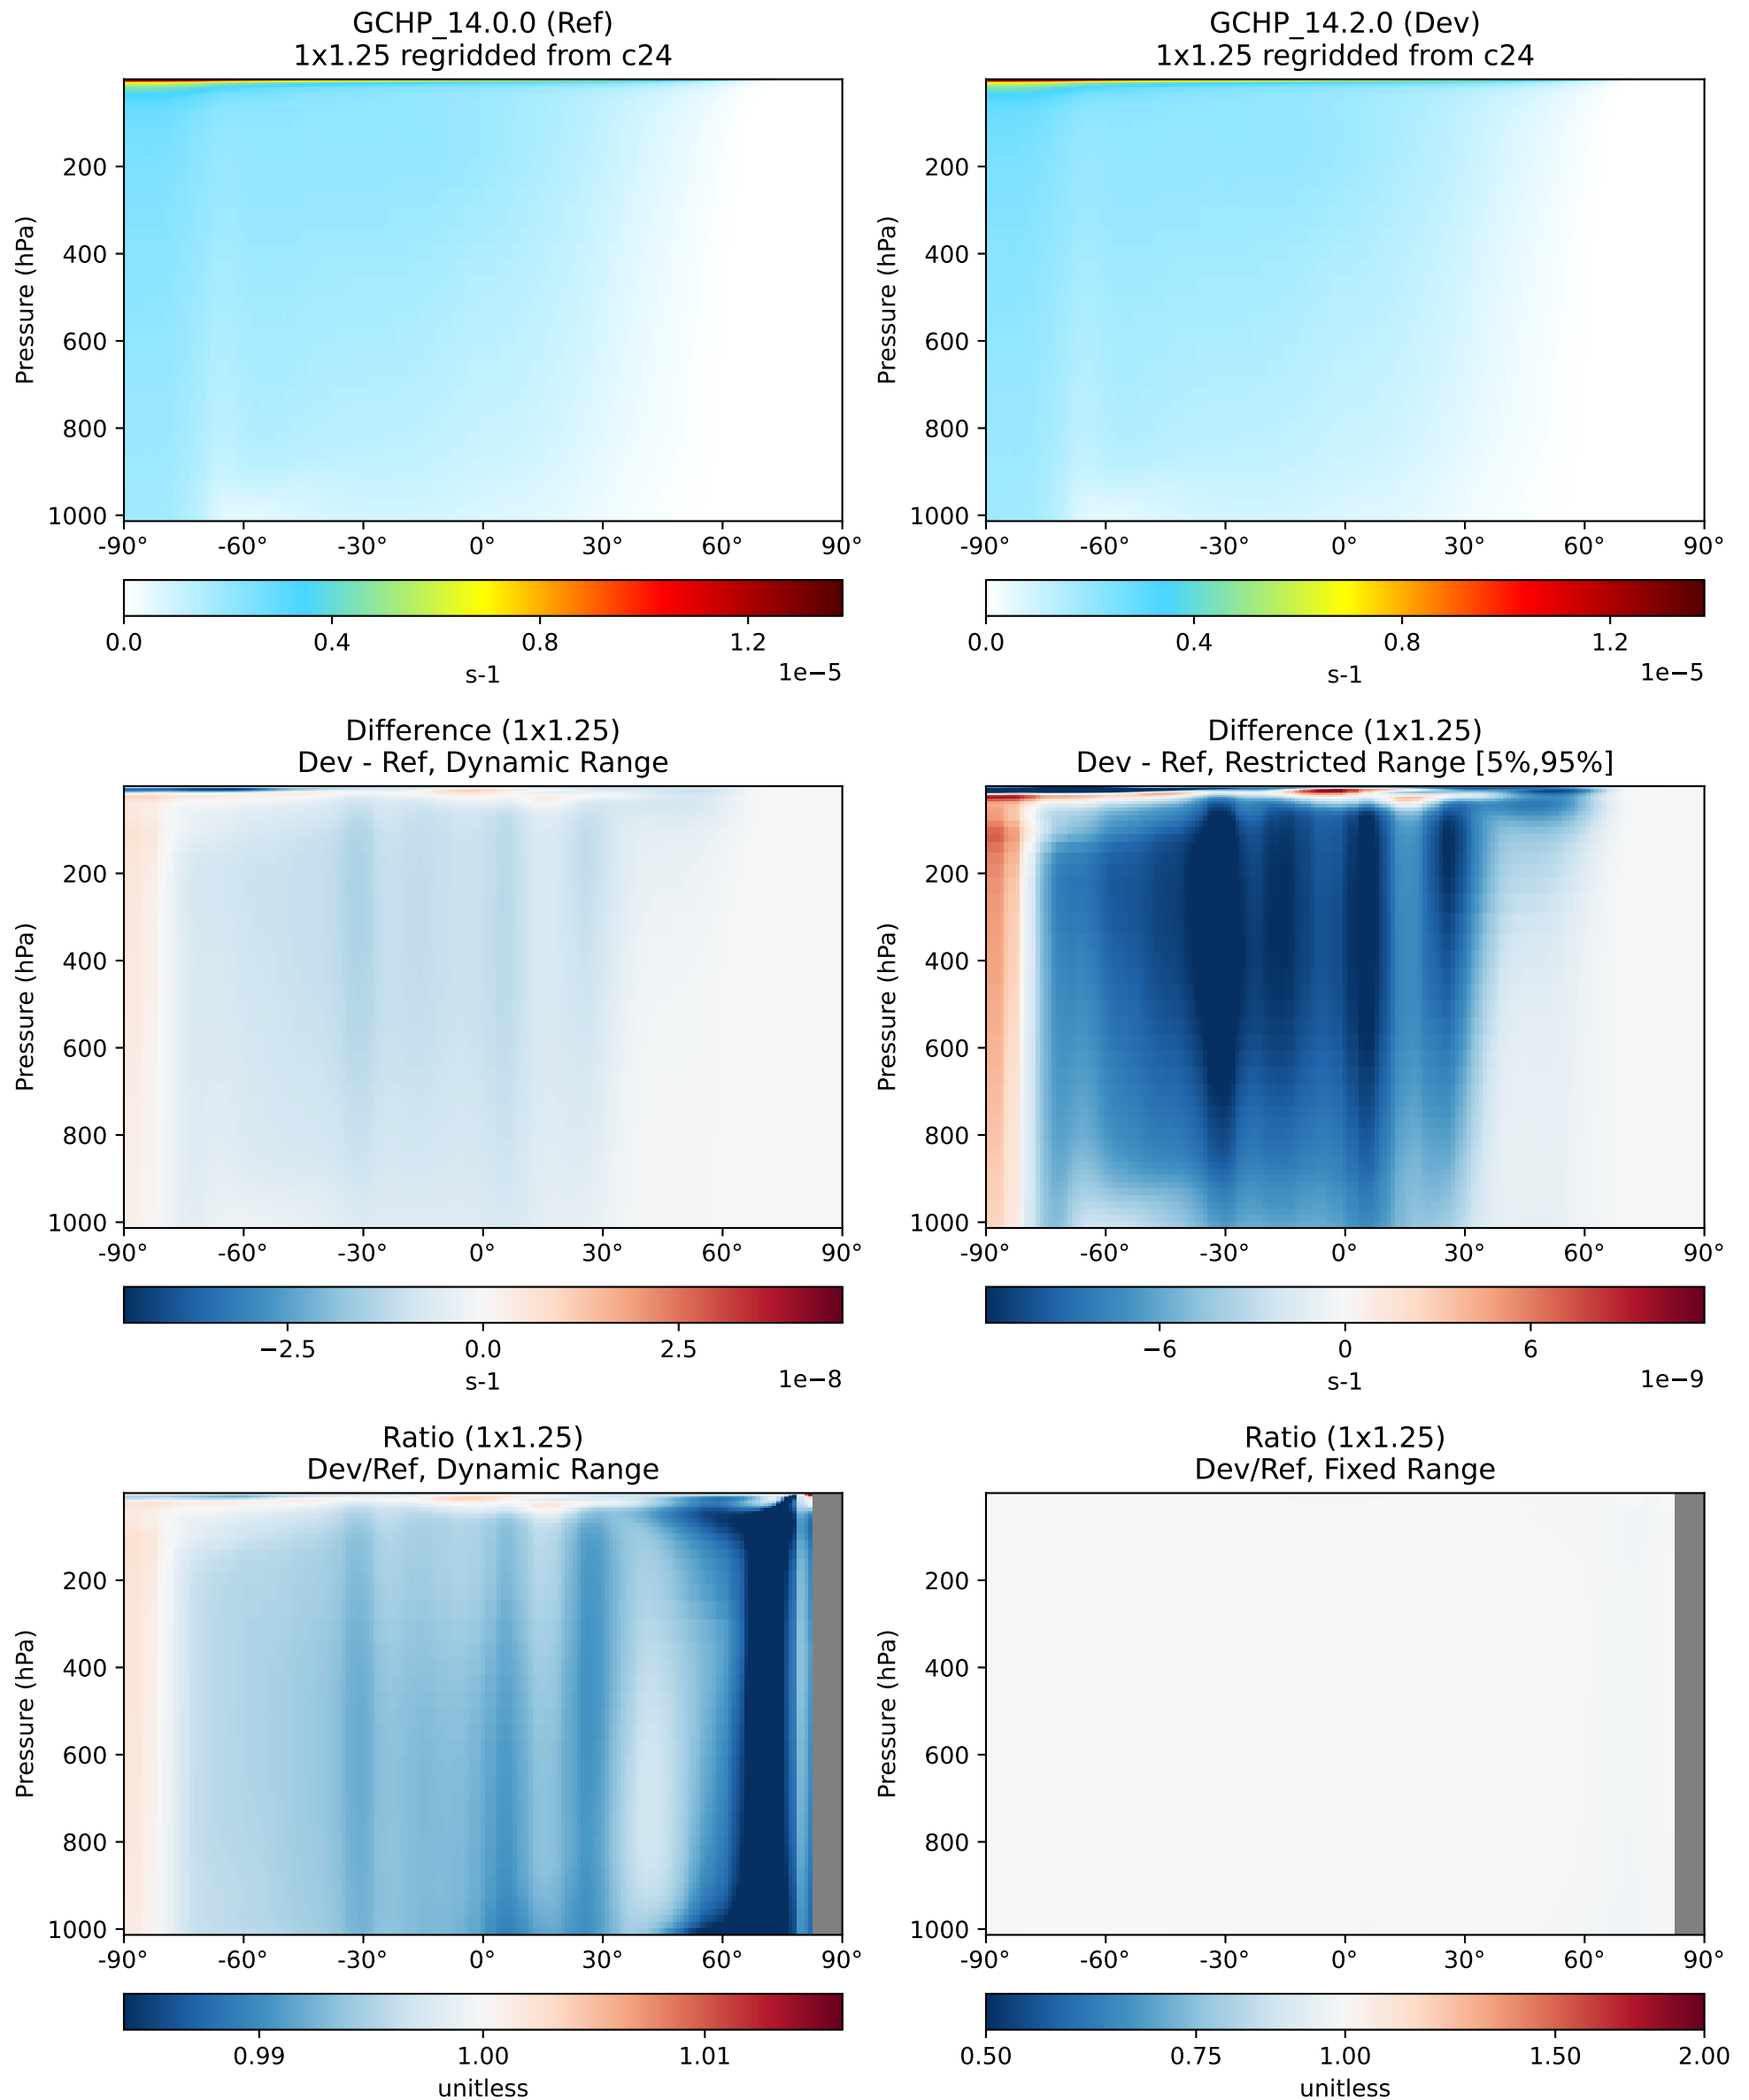 GCHP_14.0.0 (Ref)
1x1.25 regridded from c24
Pressure (hPa)
200
400
600
800
1000
-90° -60° -30° 0° 30° 60° 90°
0.0 0.4 0.8 1.2
s-1
1e−5
GCHP_14.2.0 (Dev)
1x1.25 regridded from c24
Pressure (hPa)
200
400
600
800
1000
-90° -60° -30° 0° 30° 60° 90°
0.0 0.4 0.8 1.2
s-1
1e−5
Difference (1x1.25)
Dev - Ref, Dynamic Range
Pressure (hPa)
200
400
600
800
1000
-90° -60° -30° 0° 30° 60° 90°
−2.5 0.0 2.5
s-1
1e−8
Difference (1x1.25)
Dev - Ref, Restricted Range [5%,95%]
Pressure (hPa)
200
400
600
800
1000
-90° -60° -30° 0° 30° 60° 90°
−6 0 6
s-1
1e−9
Ratio (1x1.25)
Dev/Ref, Dynamic Range
Pressure (hPa)
200
400
600
800
1000
-90° -60° -30° 0° 30° 60° 90°
0.99 1.00 1.01
unitless
Ratio (1x1.25)
Dev/Ref, Fixed Range
Pressure (hPa)
200
400
600
800
1000
-90° -60° -30° 0° 30° 60° 90°
0.50 0.75 1.00 1.50 2.00
unitless